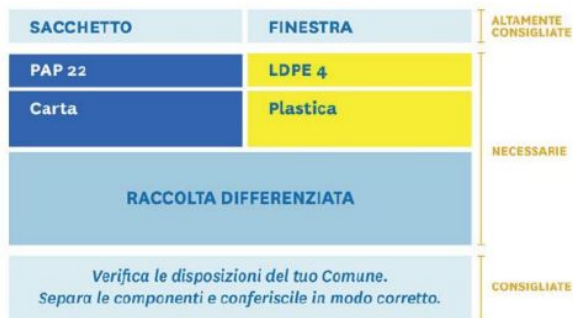 SACCHETTO FINESTRA
ALTAMENTE
CONSIGLIATE
PAP 22 LDPE 4
Carta Plastica
NECESSARIE
RACCOLTA DIFFERENZIATA
Verifica le disposizioni del tuo Comune.
Separa le componenti e conferiscile in modo corretto.
CONSIGLIATE